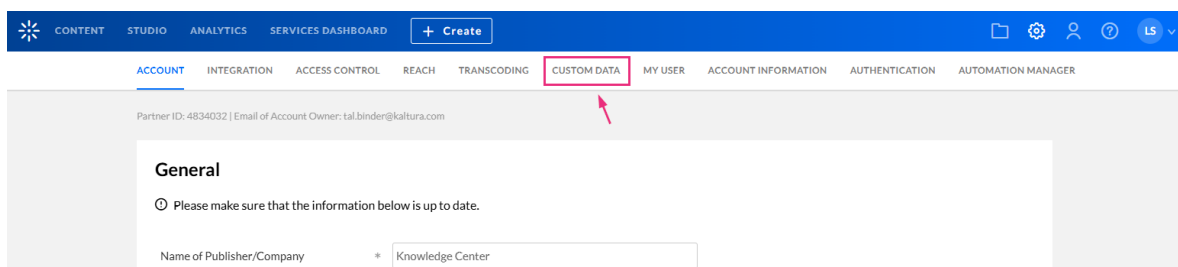 CONTENT STUDIO ANALYTICS SERVICES DASHBOARD + Create LS
ACCOUNT INTEGRATION ACCESS CONTROL REACH TRANSCODING CUSTOM DATA MY USER ACCOUNT INFORMATION AUTHENTICATION AUTOMATION MANAGER
Partner ID: 4834032 | Email of Account Owner: tal.binder@kaltura.com
General
Please make sure that the information below is up to date.
Name of Publisher/Company * Knowledge Center